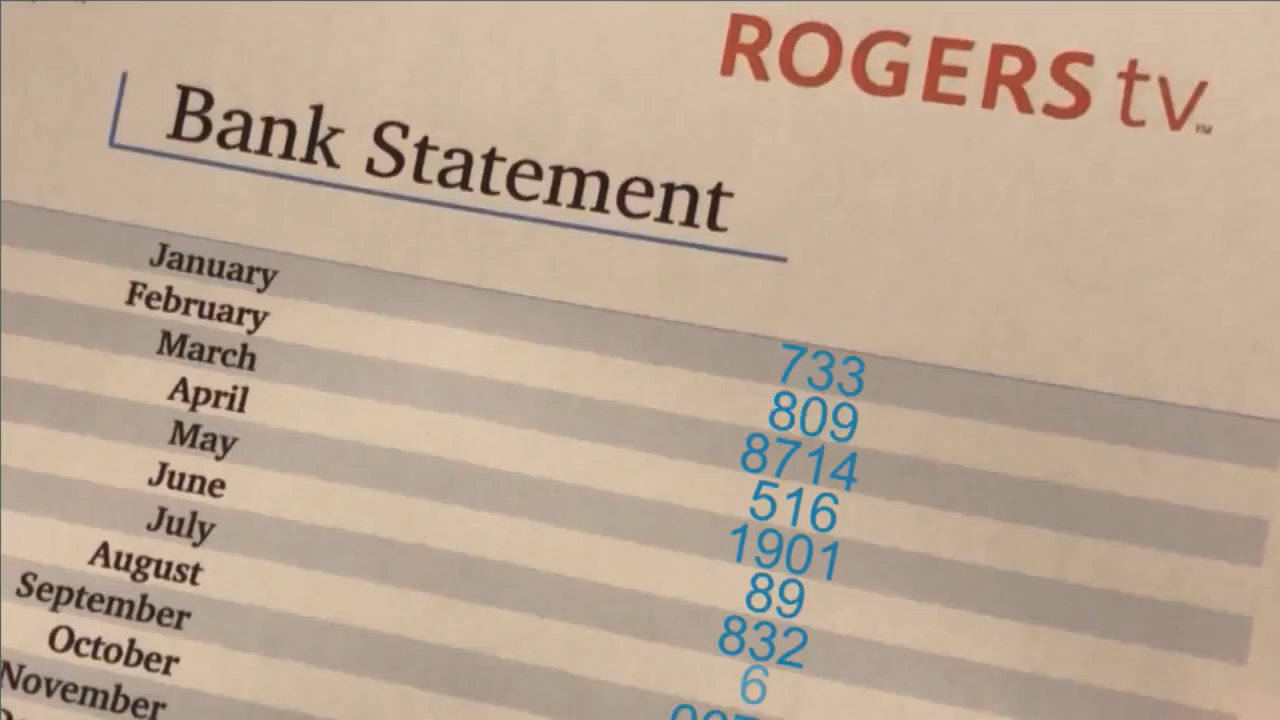 ROGERS tv™
Bank Statement
January 733
February 809
March 8714
April 516
May 1901
June 89
July 832
August 6
September
October
November